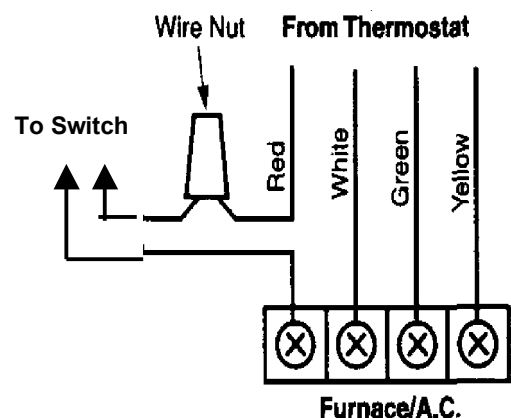 Wire Nut
From Thermostat
To Switch
Red
White
Green
Yellow
Furnace/A.C.